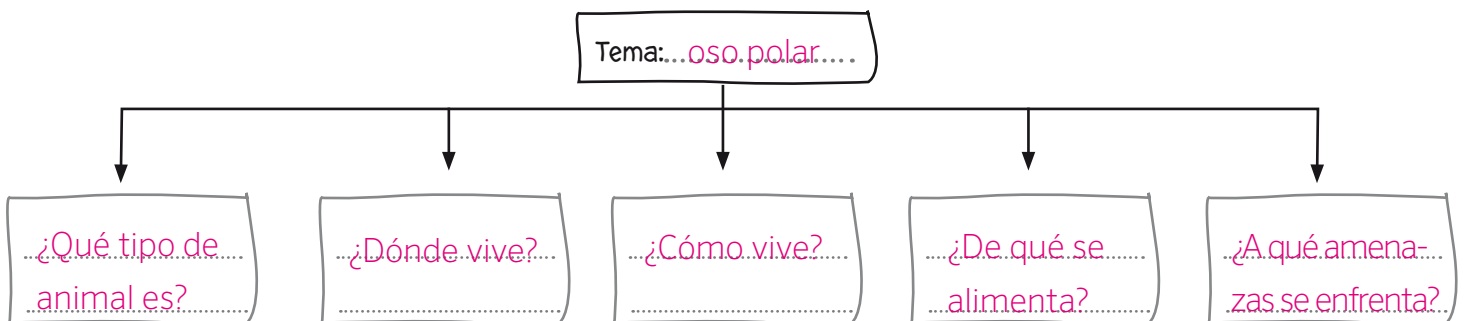 Tema: oso polar
¿Qué tipo de
animal es?
¿Dónde vive?
¿Cómo vive?
¿De qué se
alimenta?
¿A qué amena-
zas se enfrenta?